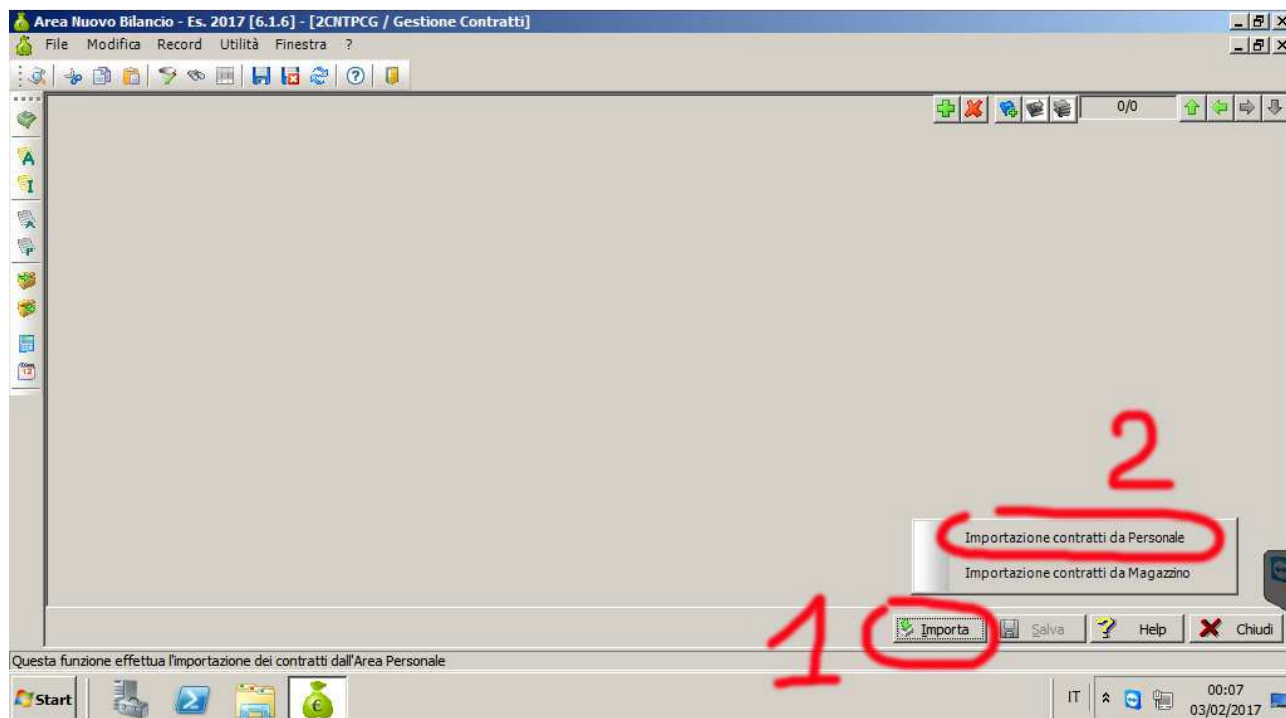 Area Nuovo Bilancio - Es. 2017 [6.1.6] - [2CNTPCG / Gestione Contratti]
File Modifica Record Utilità Finestra ?
0/0
A
I
A
P
12
2
Importazione contratti da Personale
Importazione contratti da Magazzino
1
Importa Salva Help Chiudi
Questa funzione effettua l'importazione dei contratti dall'Area Personale
Start IT 00:07
03/02/2017